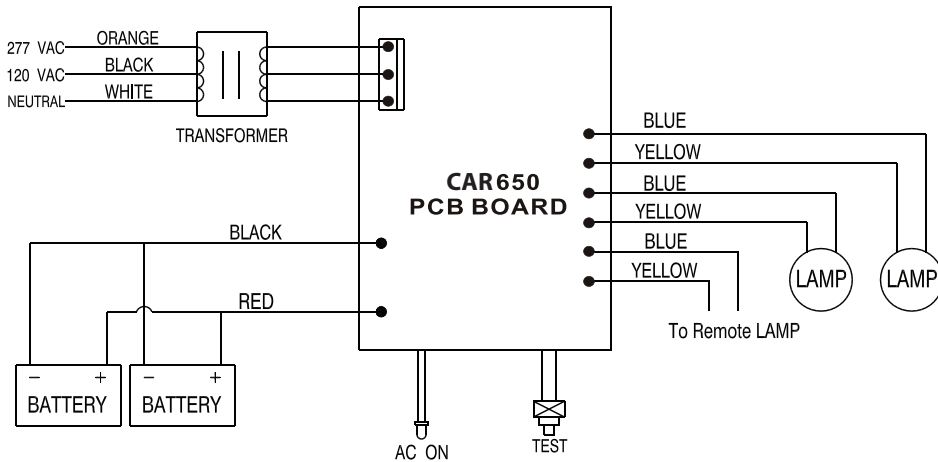 277 VAC
ORANGE
120 VAC
BLACK
NEUTRAL
WHITE
TRANSFORMER
CAR650
PCB BOARD
BLUE
YELLOW
BLUE
YELLOW
BLUE
YELLOW
LAMP
LAMP
To Remote LAMP
BLACK
RED
− +
BATTERY
− +
BATTERY
AC ON
TEST